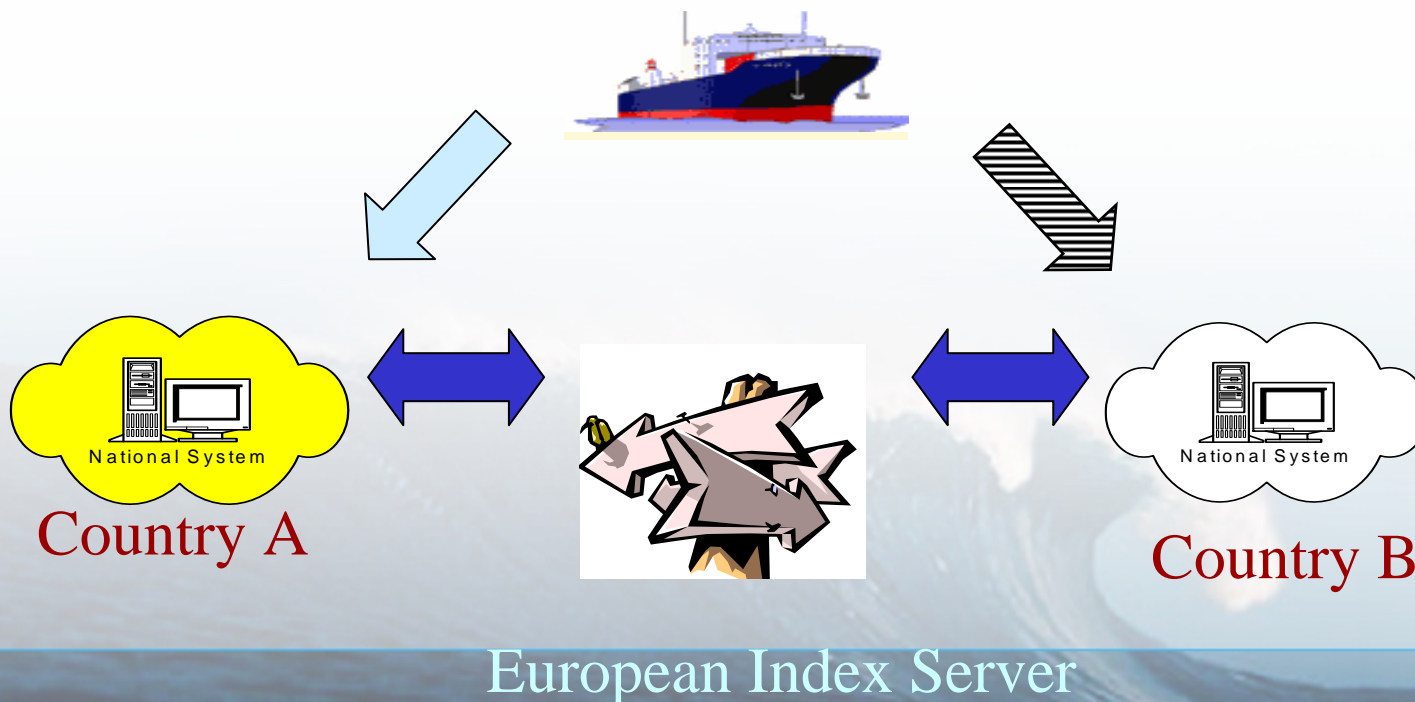 National System
National System
Country A
Country B
European Index Server